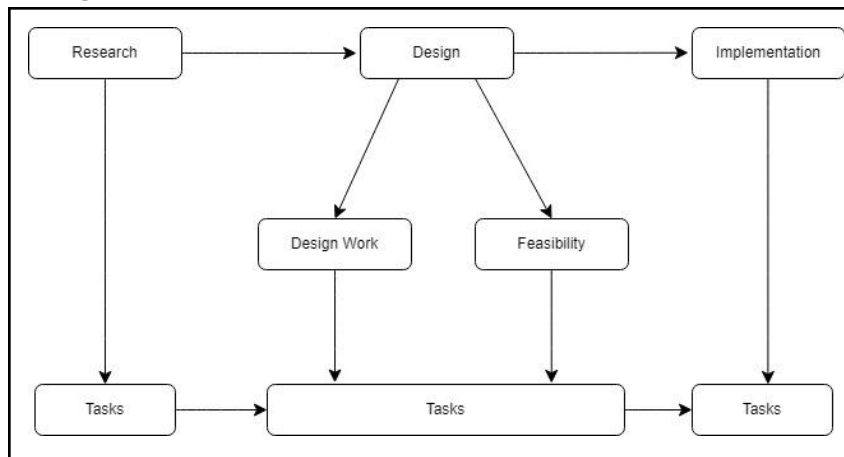 Research
Design
Implementation
Design Work
Feasibility
Tasks
Tasks
Tasks